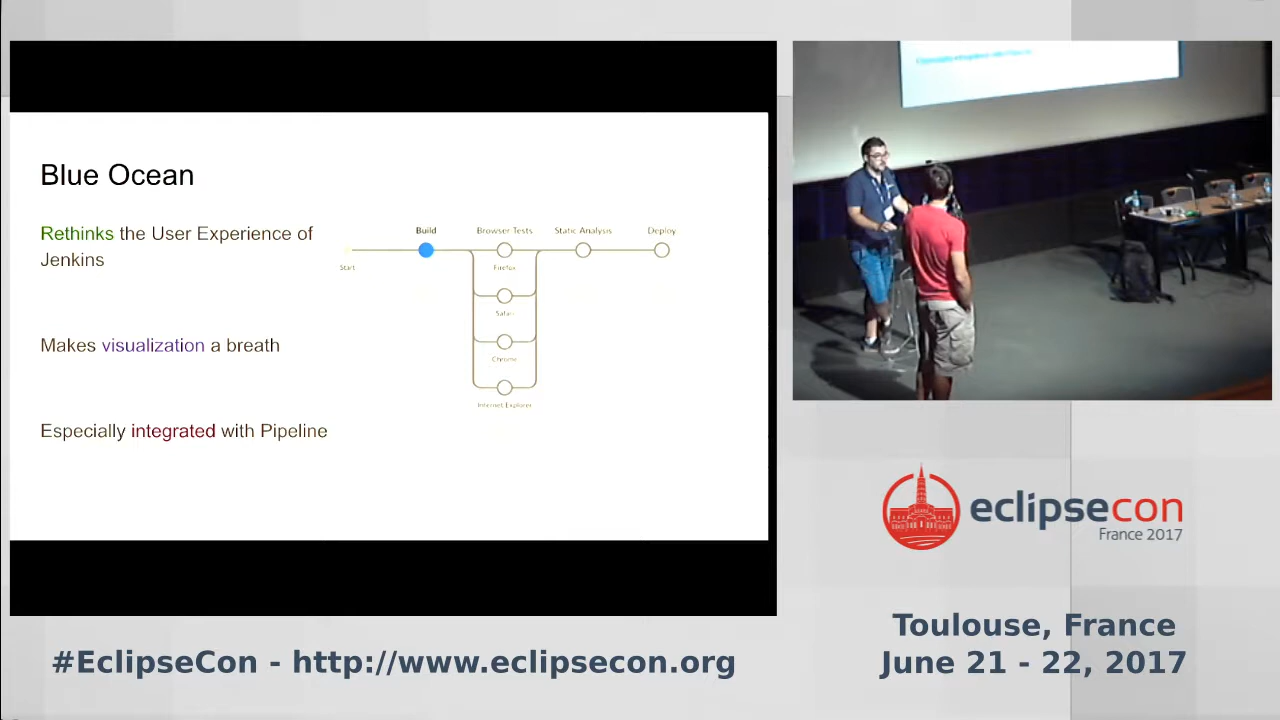 Blue Ocean
Rethinks the User Experience of
Jenkins
Makes visualization a breath
Especially integrated with Pipeline
Start
Build
Browser Tests
Static Analysis
Deploy
Firefox
Safari
Chrome
Internet Explorer
eclipsecon
France 2017
Toulouse, France
June 21 - 22, 2017
#EclipseCon - http://www.eclipsecon.org